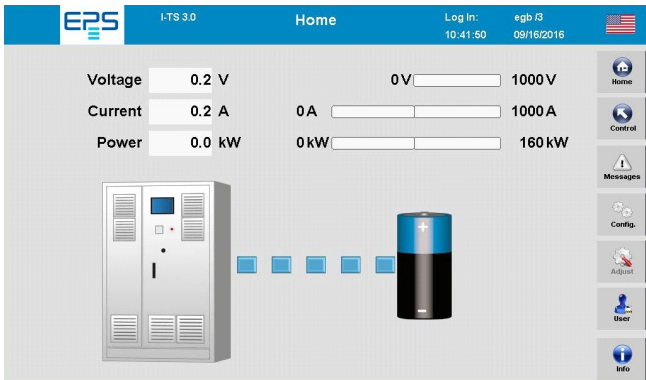 EPS
I-TS 3.0
Home
Log In:
egb /3
10:41:50
09/16/2016
Voltage 0.2 V
0 V 1000 V
Current 0.2 A
0 A 1000 A
Power 0.0 kW
0 kW 160 kW
Home
Control
Messages
Config.
Adjust
User
Info